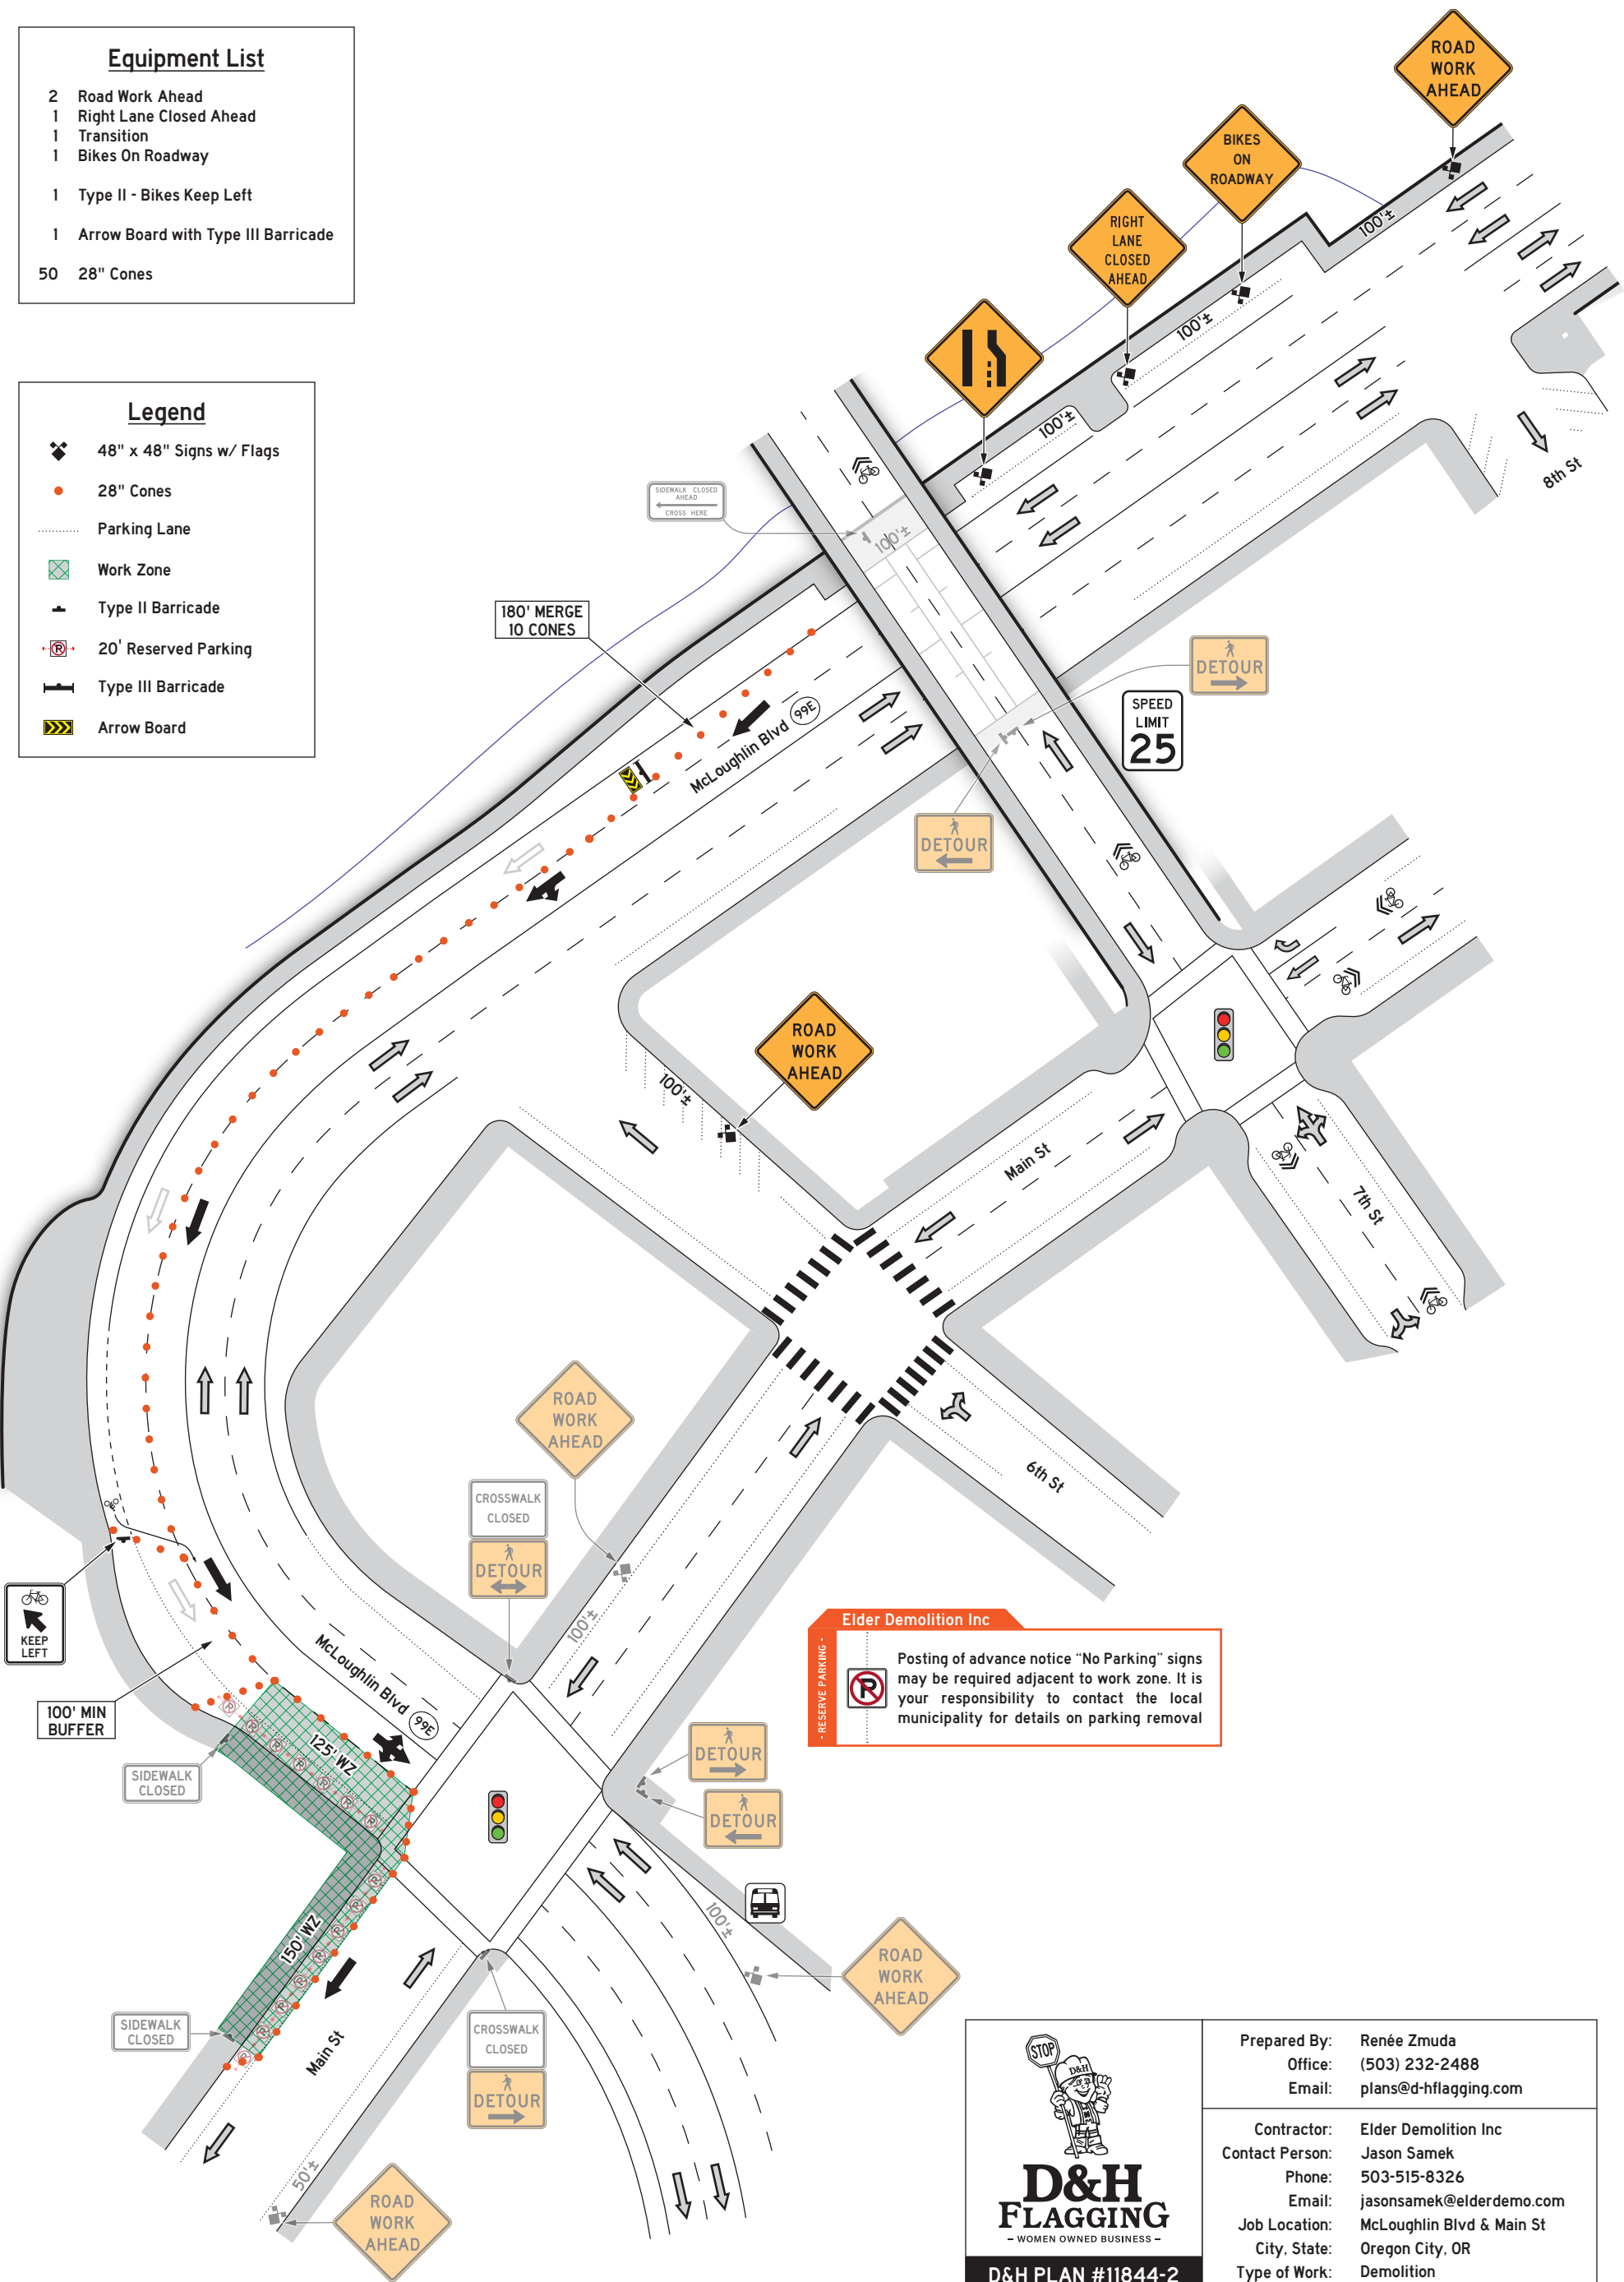 Equipment List
2 Road Work Ahead
1 Right Lane Closed Ahead
1 Transition
1 Bikes On Roadway
1 Type II - Bikes Keep Left
1 Arrow Board with Type III Barricade
50 28" Cones
Legend
48" x 48" Signs w/ Flags
28" Cones
Parking Lane
Work Zone
Type II Barricade
20' Reserved Parking
Type III Barricade
Arrow Board
ROAD
WORK
AHEAD
BIKES
ON
ROADWAY
RIGHT
LANE
CLOSED
AHEAD
100'±
100'±
100'±
100'±
8th St
SIDEWALK CLOSED
AHEAD
CROSS HERE
180' MERGE
10 CONES
McLoughlin Blvd 99E
DETOUR
SPEED
LIMIT
25
DETOUR
ROAD
WORK
AHEAD
100'±
Main St
7th St
6th St
ROAD
WORK
AHEAD
CROSSWALK
CLOSED
DETOUR
100'±
KEEP
LEFT
100' MIN
BUFFER
McLoughlin Blvd 99E
125' WZ
SIDEWALK
CLOSED
Elder Demolition Inc
- RESERVE PARKING -
Posting of advance notice "No Parking" signs
may be required adjacent to work zone. It is
your responsibility to contact the local
municipality for details on parking removal
DETOUR
DETOUR
100'±
ROAD
WORK
AHEAD
150' WZ
SIDEWALK
CLOSED
Main St
CROSSWALK
CLOSED
DETOUR
50'±
ROAD
WORK
AHEAD
STOP
D&H
D&H
FLAGGING
- WOMEN OWNED BUSINESS -
D&H PLAN #11844-2
Prepared By: Renée Zmuda
Office: (503) 232-2488
Email: plans@d-hflagging.com
Contractor: Elder Demolition Inc
Contact Person: Jason Samek
Phone: 503-515-8326
Email: jasonsamek@elderdemo.com
Job Location: McLoughlin Blvd & Main St
City, State: Oregon City, OR
Type of Work: Demolition